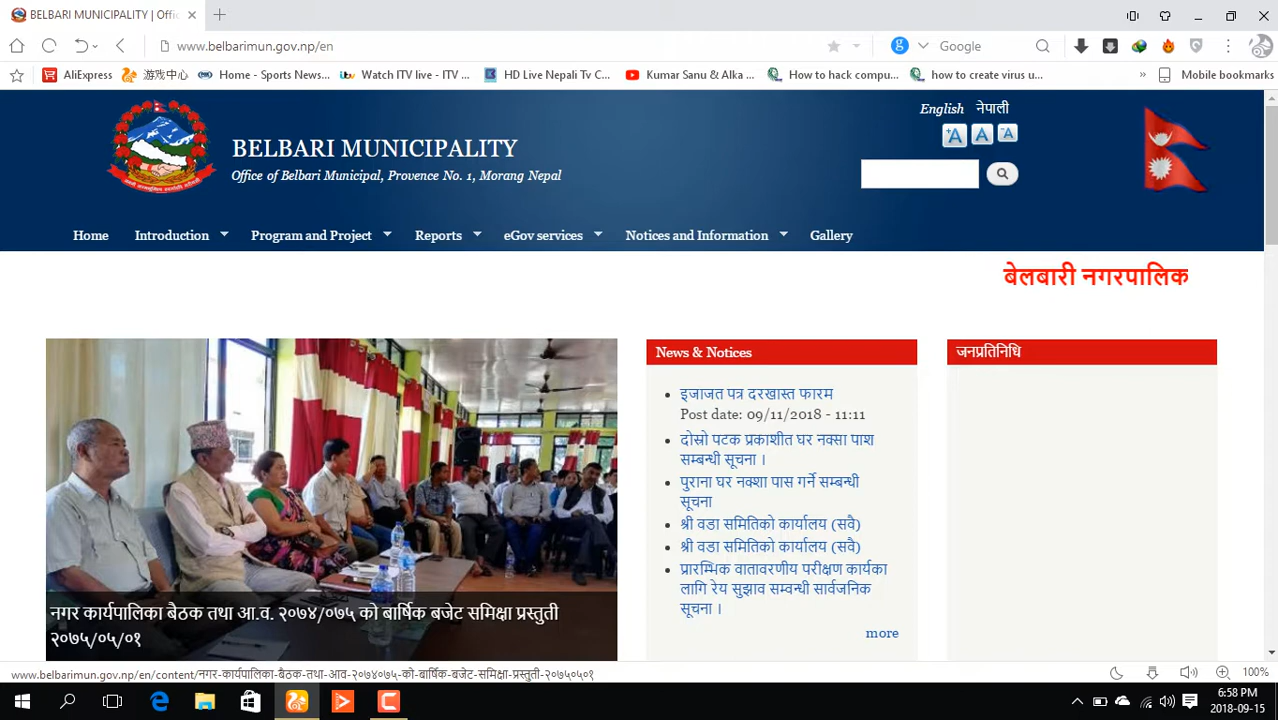 BELBARI MUNICIPALITY | Offi
www.belbarimun.gov.np/en
Google
AliExpress
游戏中心
Home - Sports News...
Watch ITV live - ITV ...
HD Live Nepali Tv C...
Kumar Sanu & Alka ...
How to hack compu...
how to create virus u...
»
Mobile bookmarks
English नेपाली
+A A -A
BELBARI MUNICIPALITY
Office of Belbari Municipal, Provence No. 1, Morang Nepal
Home
Introduction
Program and Project
Reports
eGov services
Notices and Information
Gallery
बेलबारी नगरपालिक
News & Notices
इजाजत पत्र दरखास्त फारम
Post date: 09/11/2018 - 11:11
दोस्रो पटक प्रकाशीत घर नक्सा पाश
सम्बन्धी सूचना ।
पुराना घर नक्शा पास गर्ने सम्बन्धी
सूचना
श्री वडा समितिको कार्यालय (सवै)
श्री वडा समितिको कार्यालय (सवै)
प्रारम्भिक वातावरणीय परीक्षण कार्यका
लागि रेय सुझाव सम्वन्धी सार्वजनिक
सूचना ।
more
जनप्रतिनिधि
नगर कार्यपालिका बैठक तथा आ.व. २०७४/०७५ को बार्षिक बजेट समिक्षा प्रस्तुती
२०७५/०५/०१
www.belbarimun.gov.np/en/content/नगर-कार्यपालिका-बैठक-तथा-आव-२०७४०७५-को-बार्षिक-बजेट-समिक्षा-प्रस्तुती-२०७५०५०१
100%
6:58 PM
2018-09-15